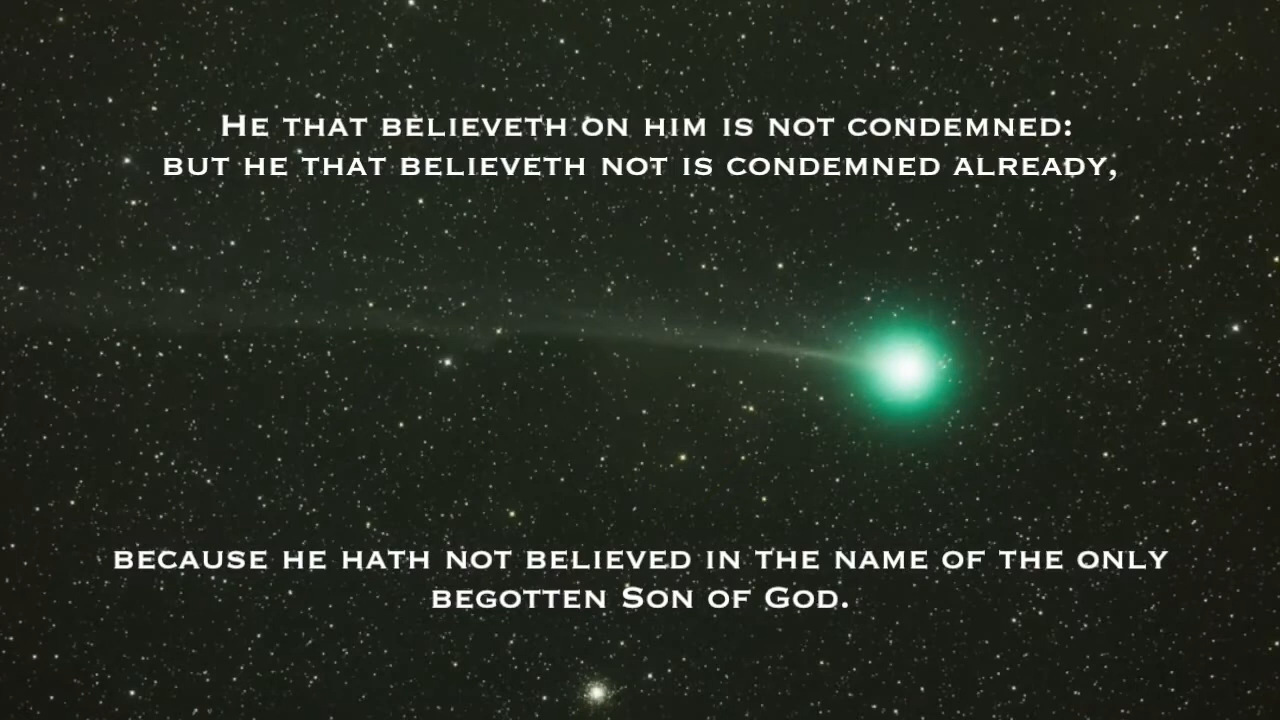 He that believeth on him is not condemned:
but he that believeth not is condemned already,
because he hath not believed in the name of the only
begotten Son of God.